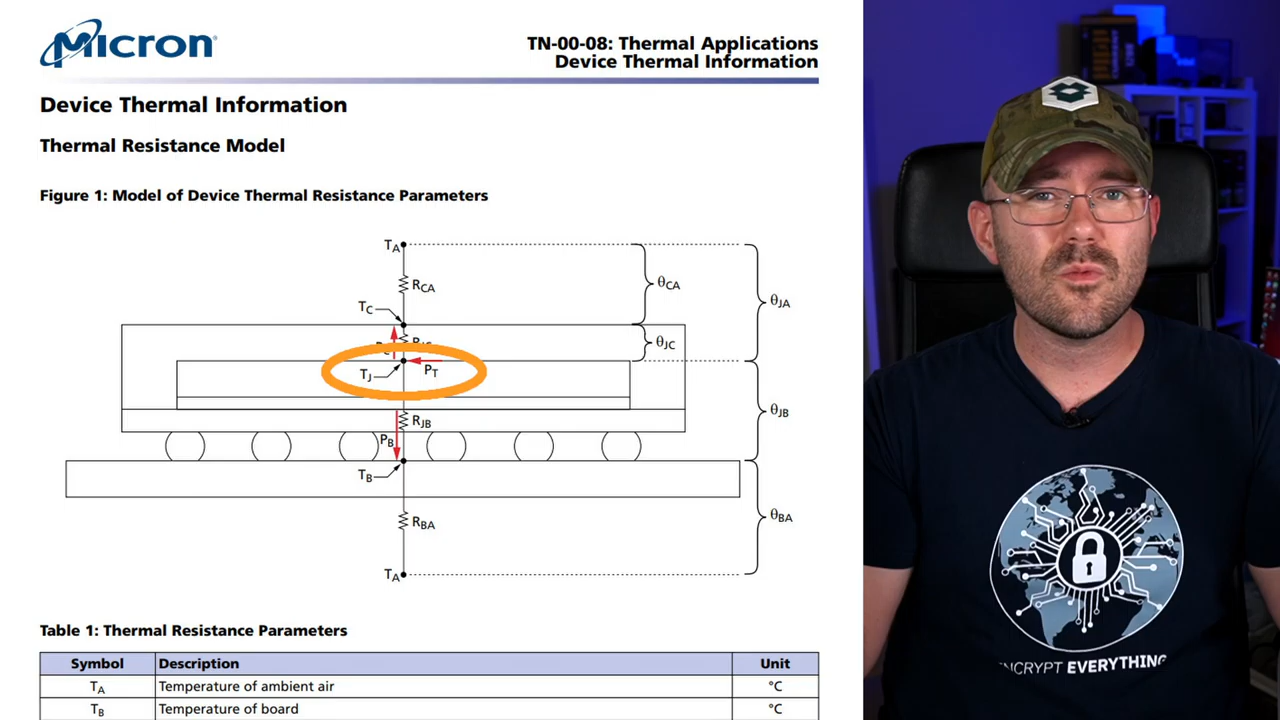 Micron
TN-00-08: Thermal Applications
Device Thermal Information
Device Thermal Information
Thermal Resistance Model
Figure 1: Model of Device Thermal Resistance Parameters
TA
RCA
θCA
TC
θJA
θJC
TJ
PT
RJB
θJB
PB
TB
θBA
RBA
TA
Table 1: Thermal Resistance Parameters
Symbol Description Unit
TA Temperature of ambient air °C
TB Temperature of board °C
ENCRYPT EVERYTHING